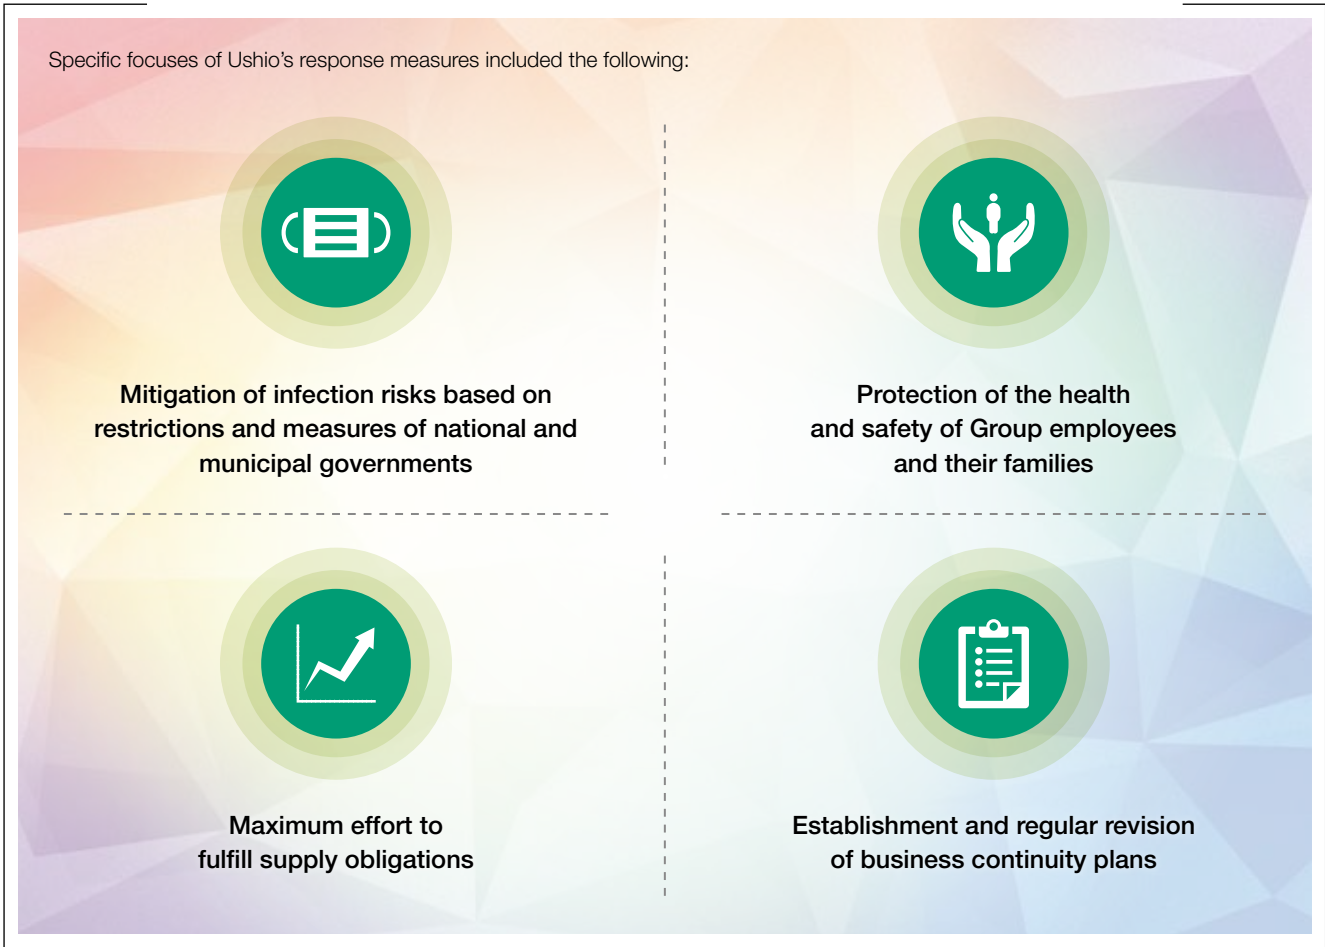 Specific focuses of Ushio’s response measures included the following:
Mitigation of infection risks based on
restrictions and measures of national and
municipal governments
Protection of the health
and safety of Group employees
and their families
Maximum effort to
fulfill supply obligations
Establishment and regular revision
of business continuity plans